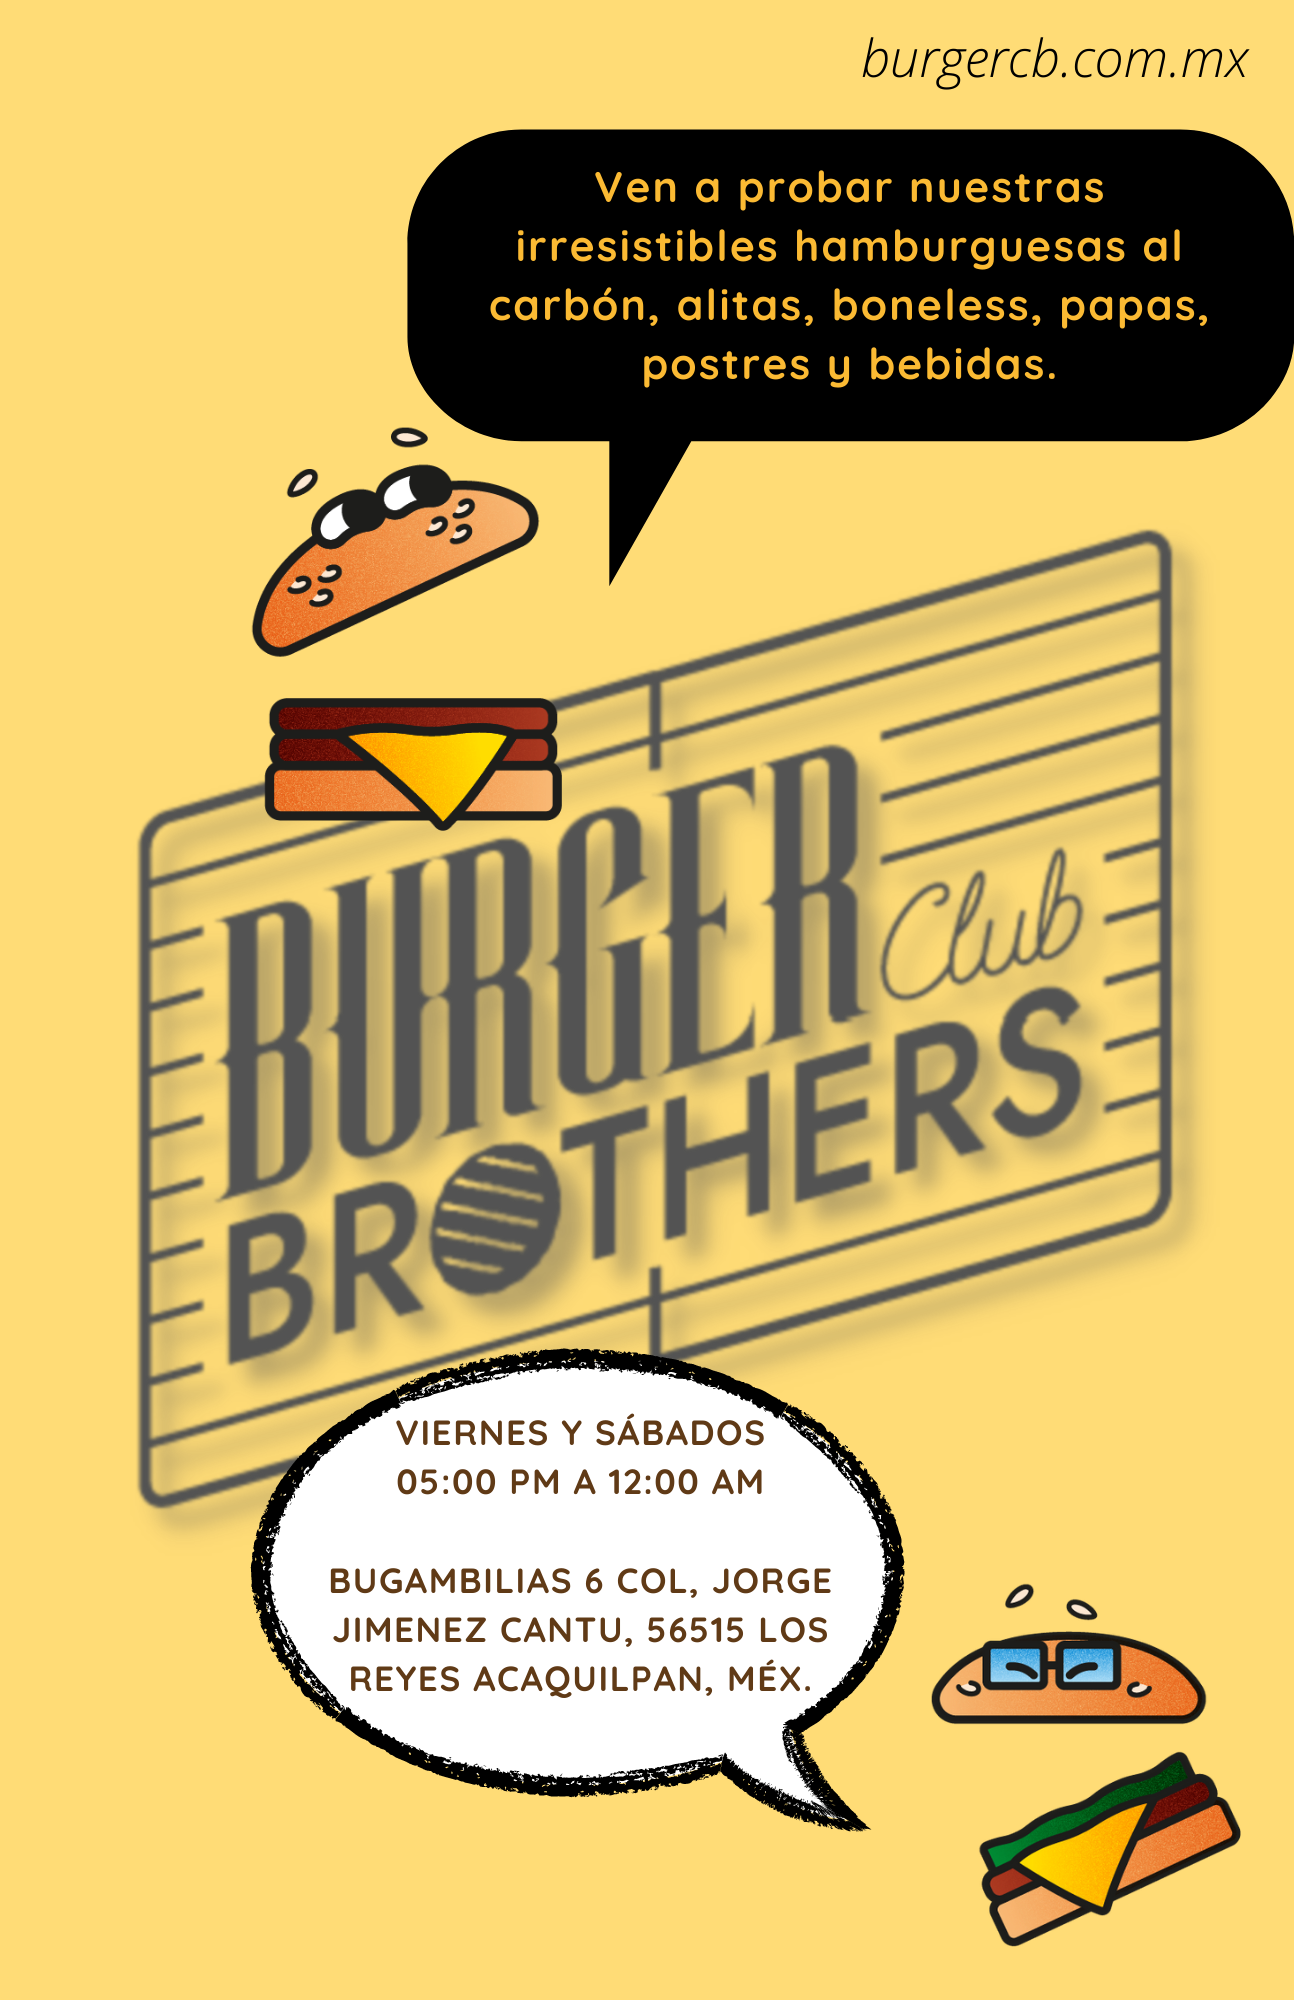 burgercb.com.mx
Ven a probar nuestras
irresistibles hamburguesas al
carbón, alitas, boneless, papas,
postres y bebidas.
BURGER
Club
BROTHERS
VIERNES Y SÁBADOS
05:00 PM A 12:00 AM
BUGAMBILIAS 6 COL, JORGE
JIMENEZ CANTU, 56515 LOS
REYES ACAQUILPAN, MÉX.